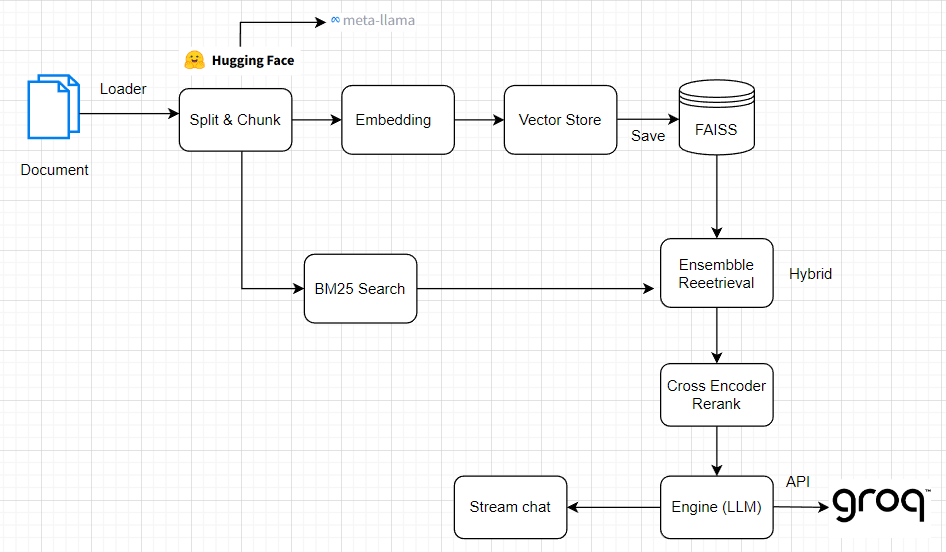 meta-llama
Hugging Face
Loader
Split & Chunk
Embedding
Vector Store
Save
FAISS
Document
BM25 Search
Ensembble
Reeetrieval
Hybrid
Cross Encoder
Rerank
Stream chat
Engine (LLM)
API
groq™